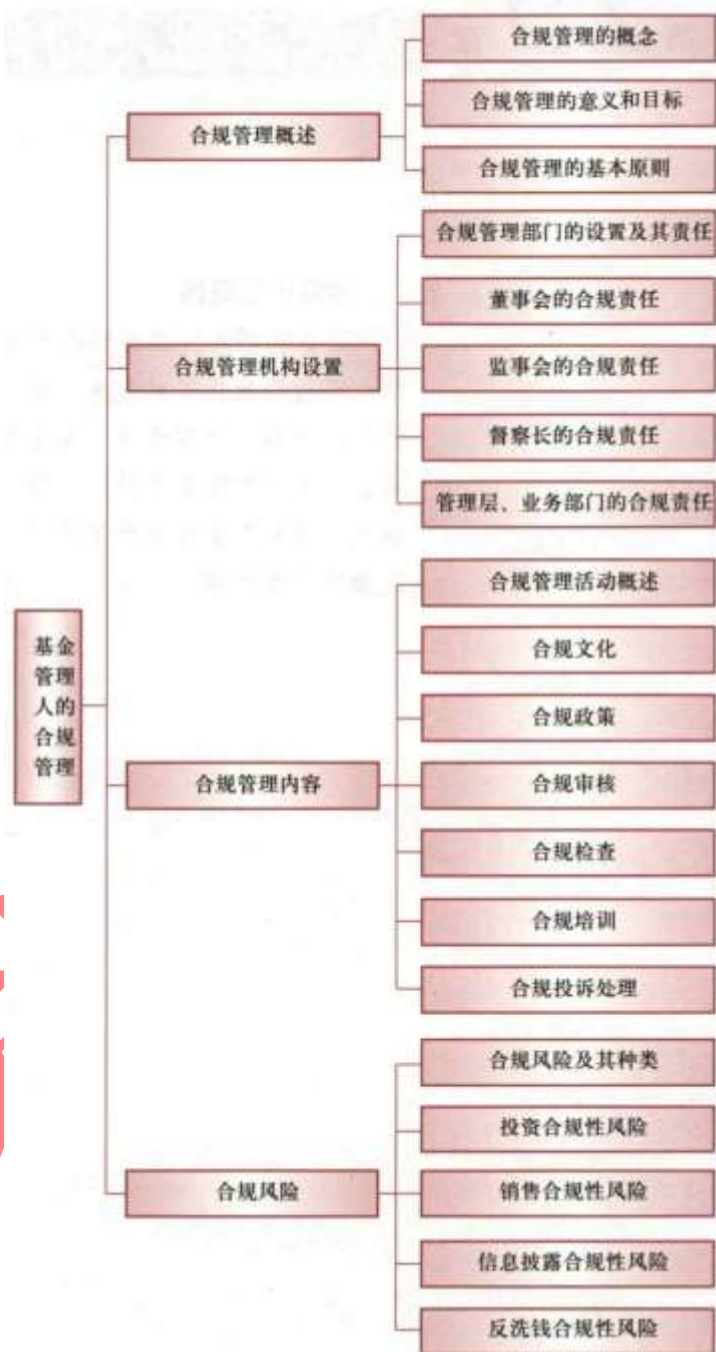 基金
管理
人的
合规
管理
合规管理概述
合规管理的概念
合规管理的意义和目标
合规管理的基本原则
合规管理机构设置
合规管理部门的设置及其责任
董事会的合规责任
监事会的合规责任
督察长的合规责任
管理层、业务部门的合规责任
合规管理内容
合规管理活动概述
合规文化
合规政策
合规审核
合规检查
合规培训
合规投诉处理
合规风险
合规风险及其种类
投资合规性风险
销售合规性风险
信息披露合规性风险
反洗钱合规性风险